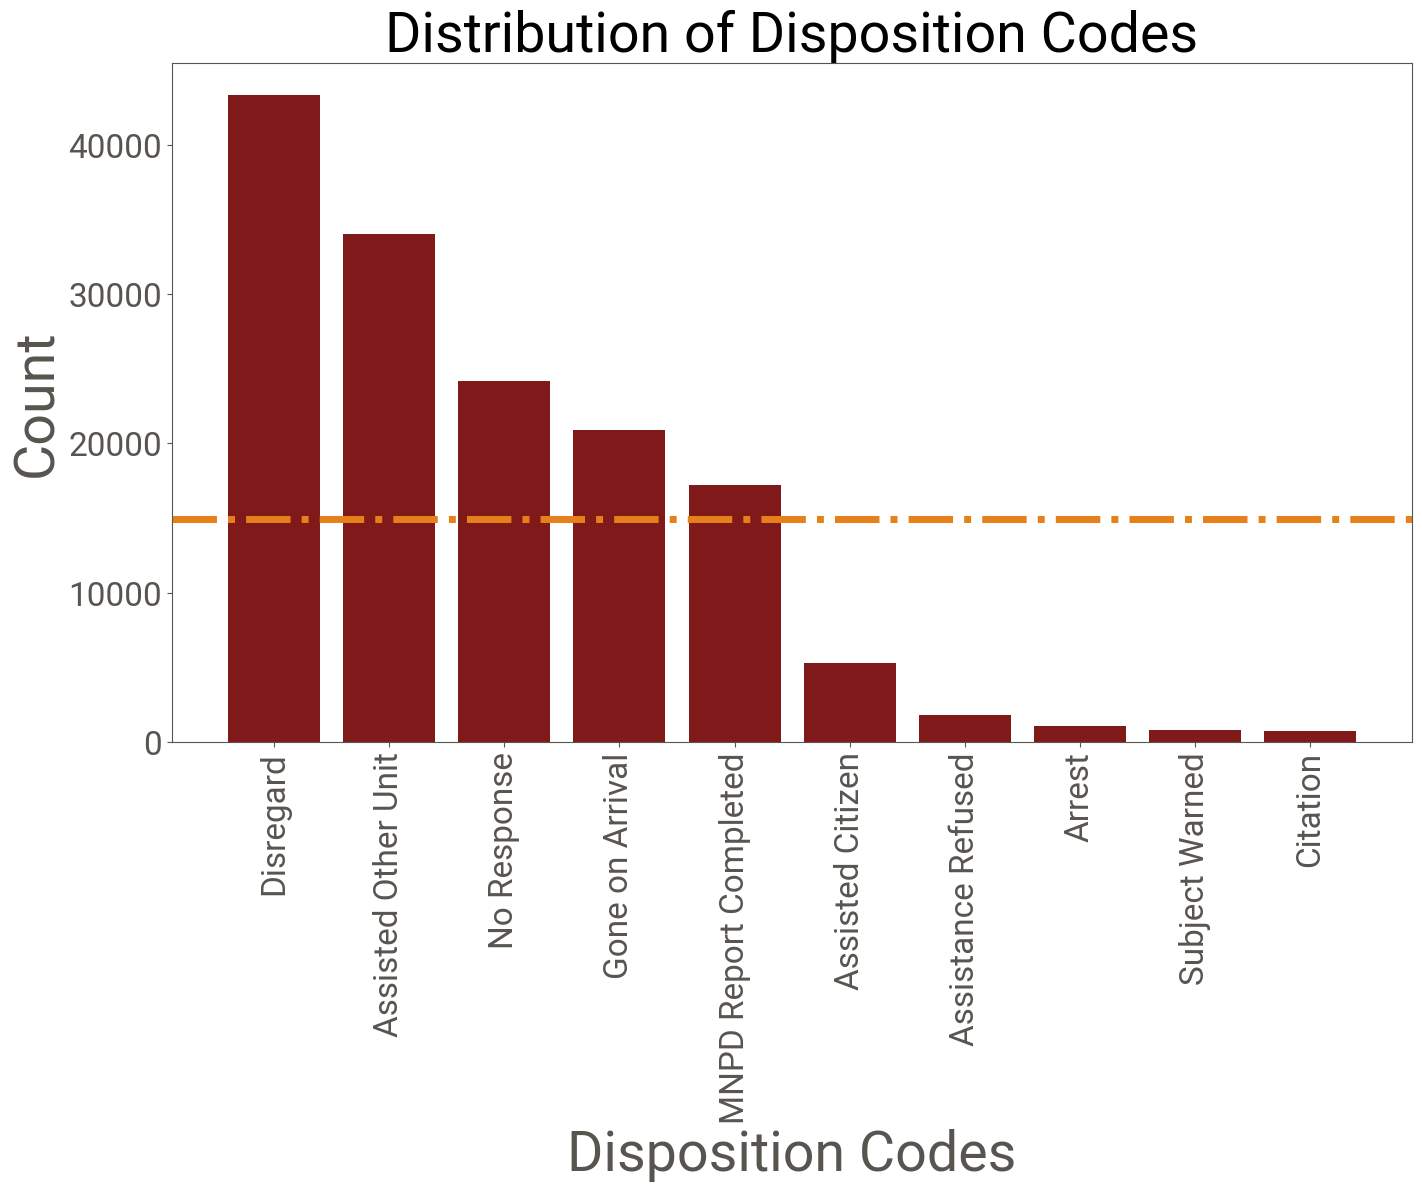 Distribution of Disposition Codes
Count
40000
30000
20000
10000
0
Disregard
Assisted Other Unit
No Response
Gone on Arrival
MNPD Report Completed
Assisted Citizen
Assistance Refused
Arrest
Subject Warned
Citation
Disposition Codes